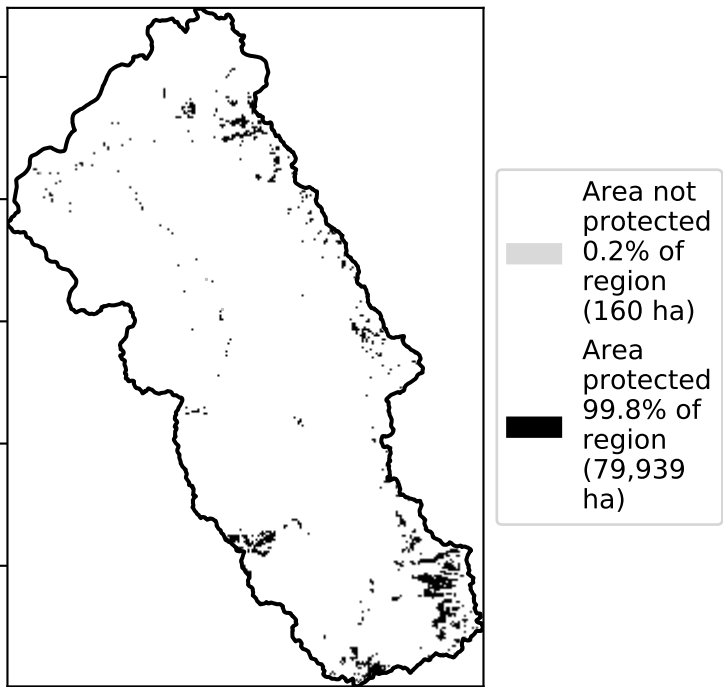 Area not
protected
0.2% of
region
(160 ha)
Area
protected
99.8% of
region
(79,939
ha)